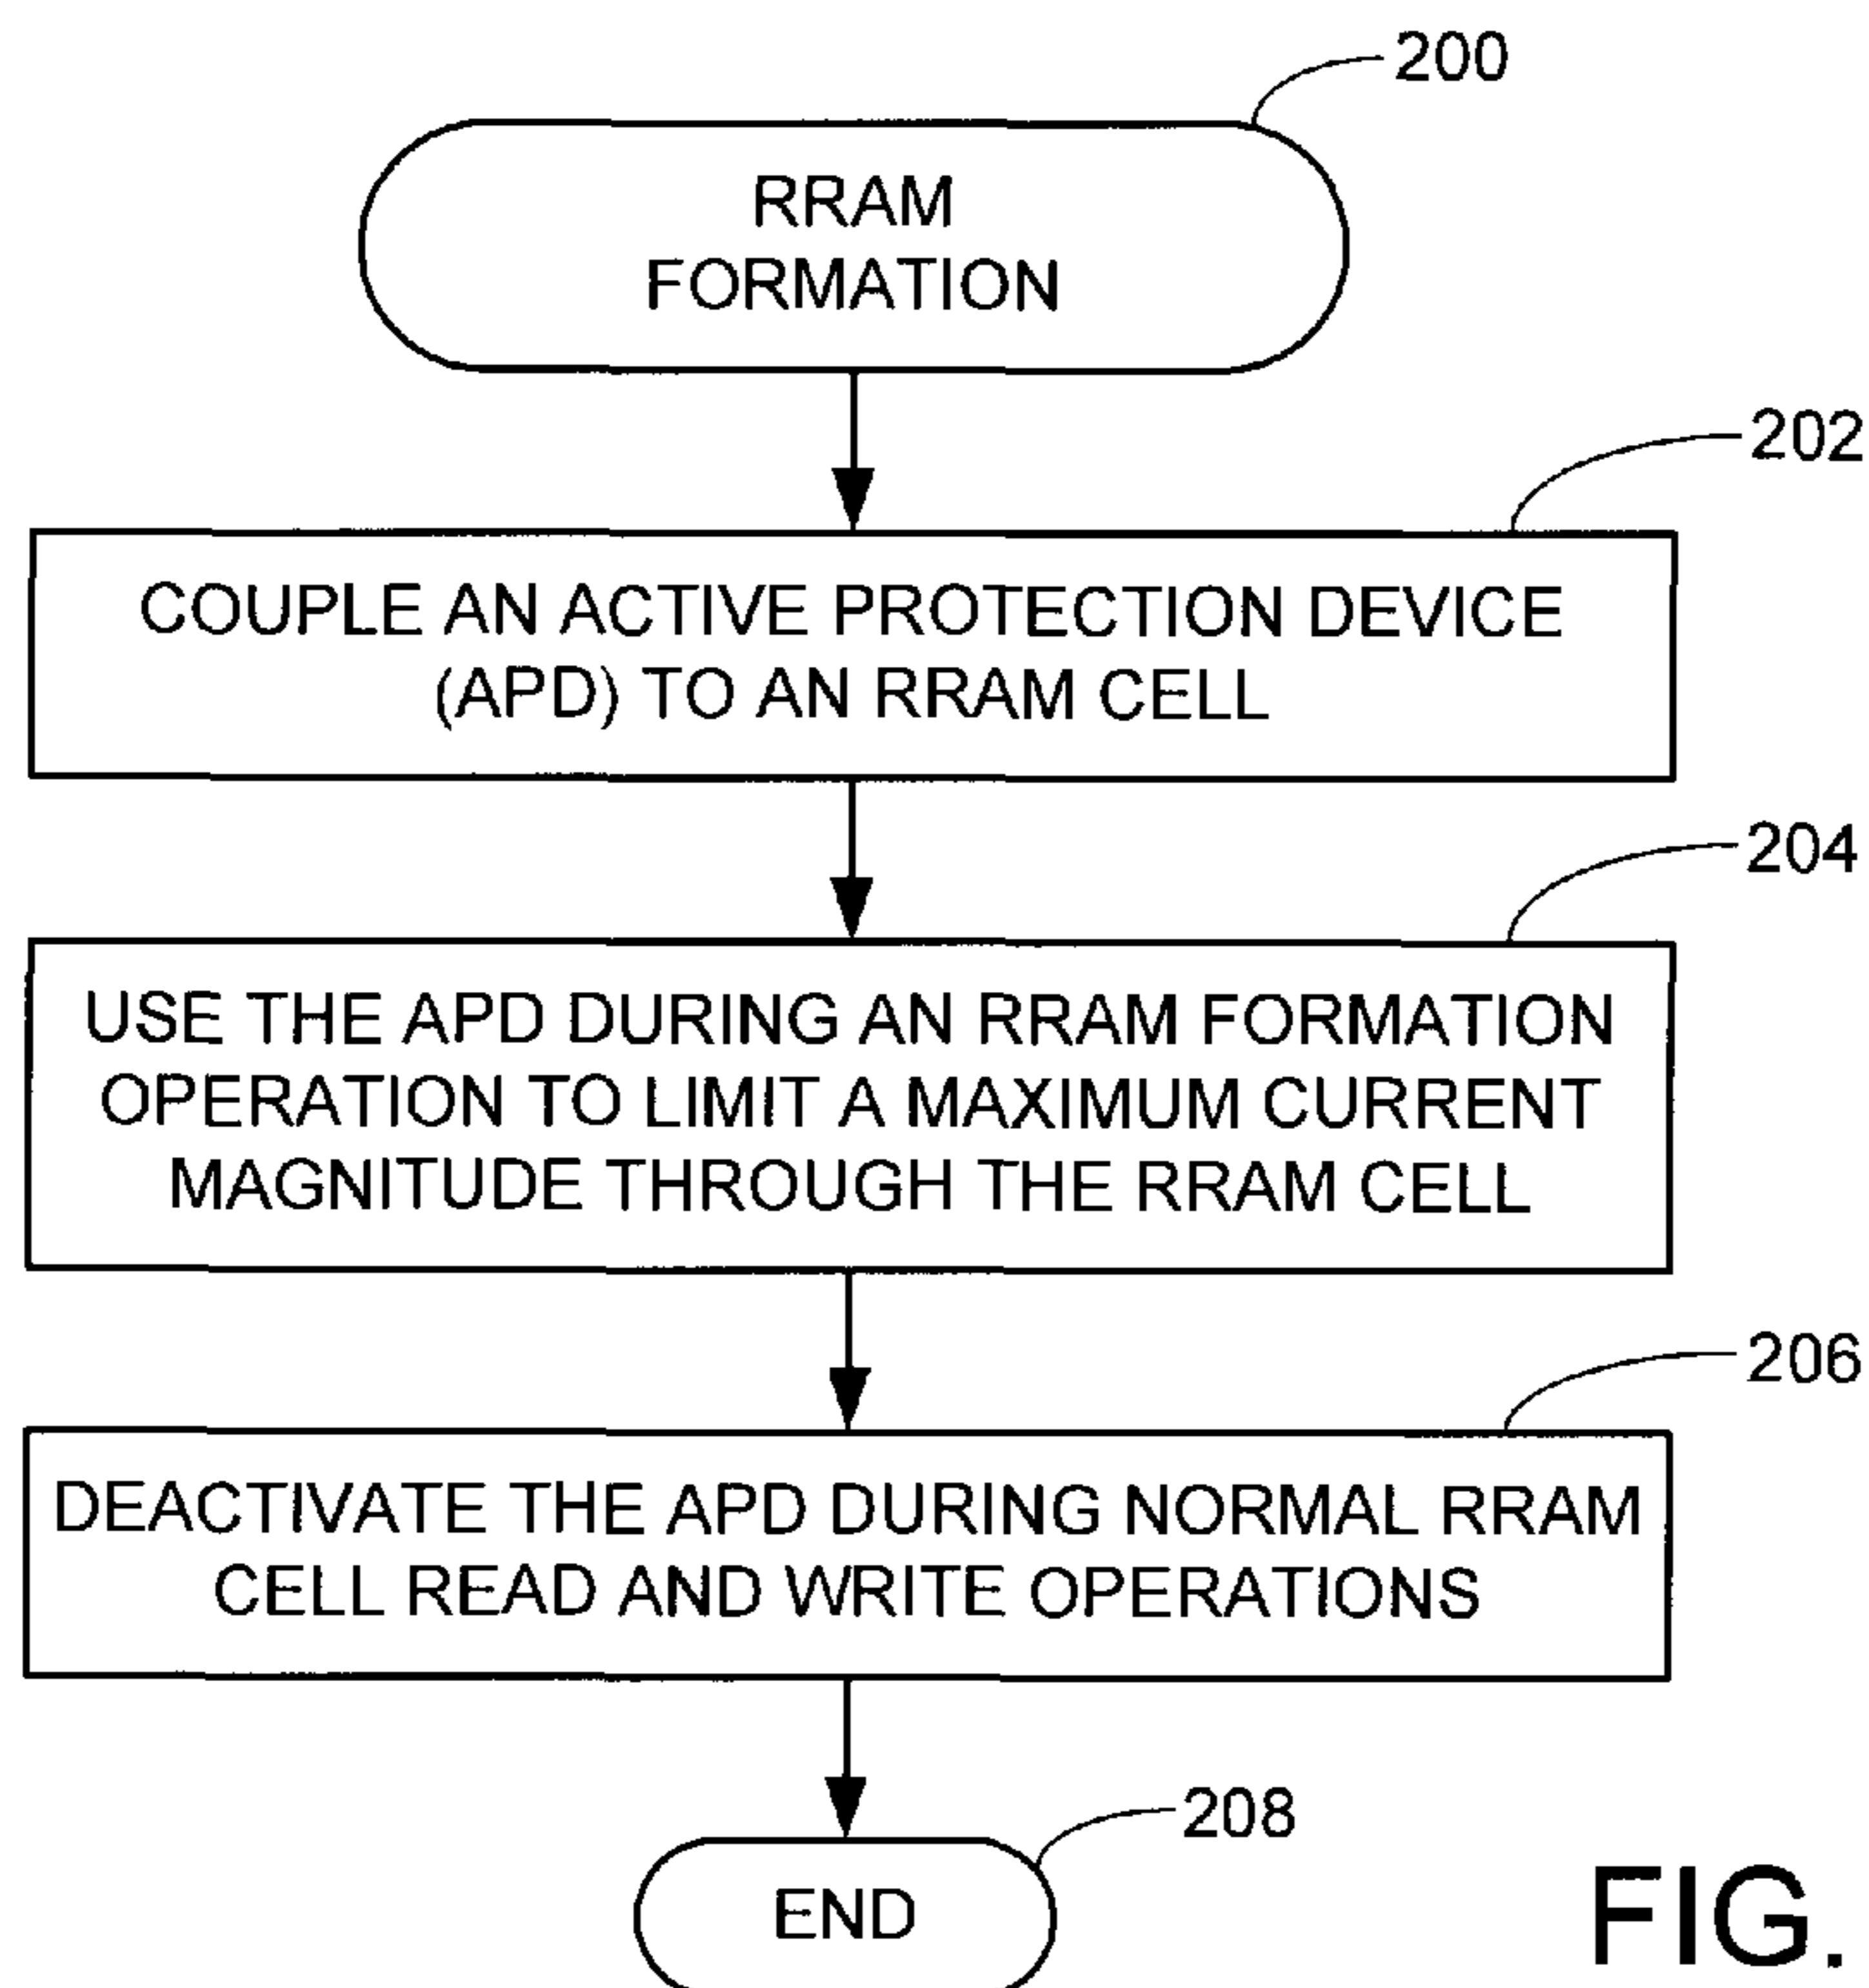 200
RRAM
FORMATION
202
COUPLE AN ACTIVE PROTECTION DEVICE
(APD) TO AN RRAM CELL
204
USE THE APD DURING AN RRAM FORMATION
OPERATION TO LIMIT A MAXIMUM CURRENT
MAGNITUDE THROUGH THE RRAM CELL
206
DEACTIVATE THE APD DURING NORMAL RRAM
CELL READ AND WRITE OPERATIONS
208
END
FIG.